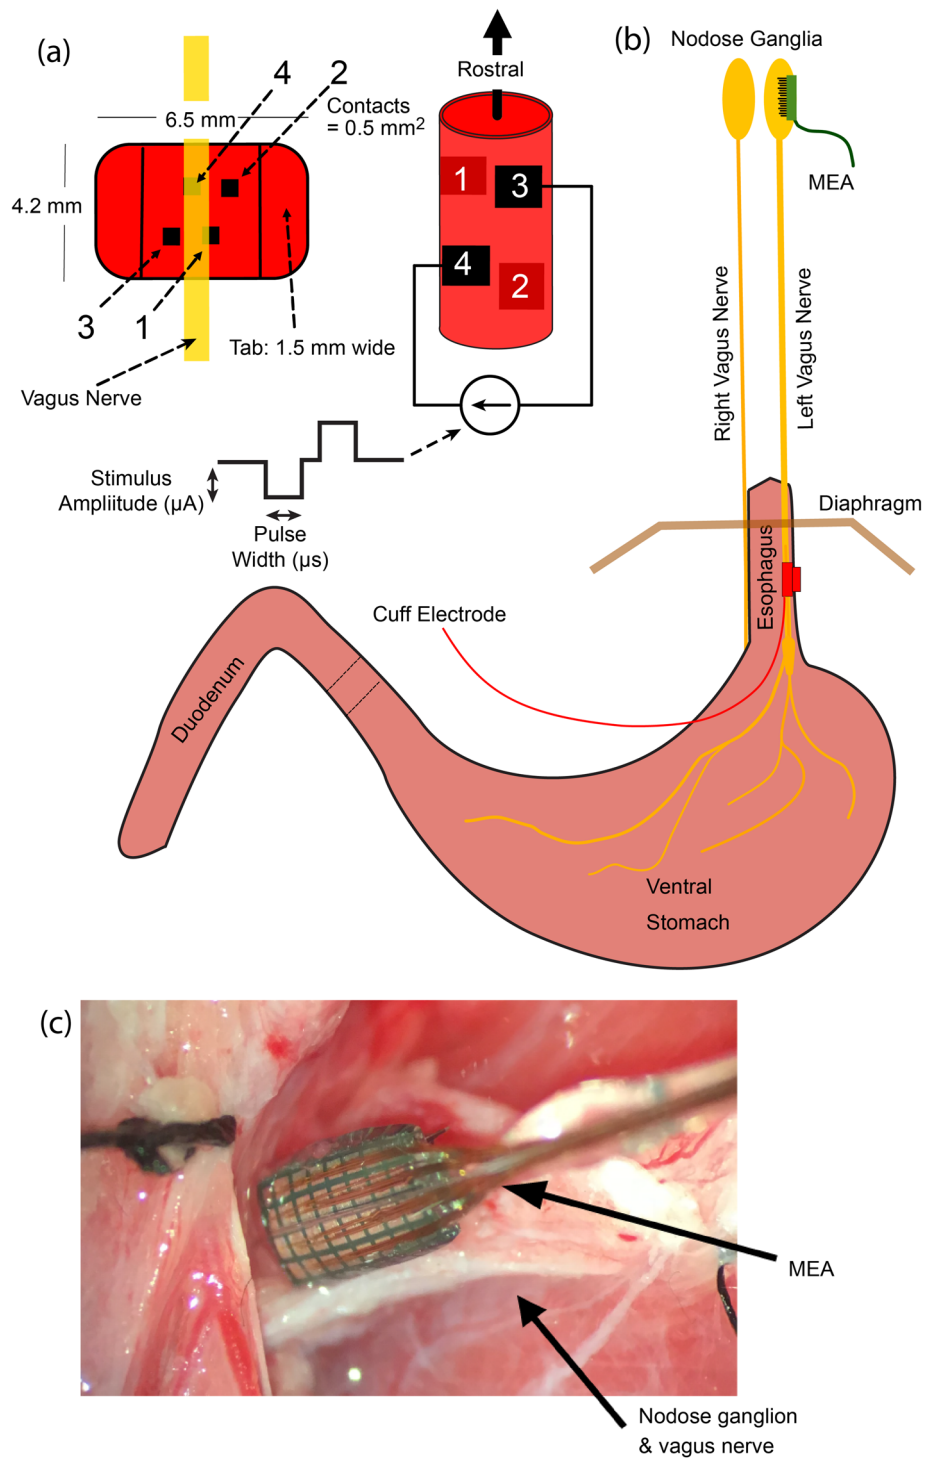 (a)
4
2
Contacts
= 0.5 mm2
6.5 mm
4.2 mm
3
1
Tab: 1.5 mm wide
Vagus Nerve
Rostral
1
3
4
2
Stimulus
Ampliitude (µA)
Pulse
Width (µs)
(b)
Nodose Ganglia
MEA
Right Vagus Nerve
Left Vagus Nerve
Diaphragm
Esophagus
Cuff Electrode
Duodenum
Ventral
Stomach
(c)
MEA
Nodose ganglion
& vagus nerve